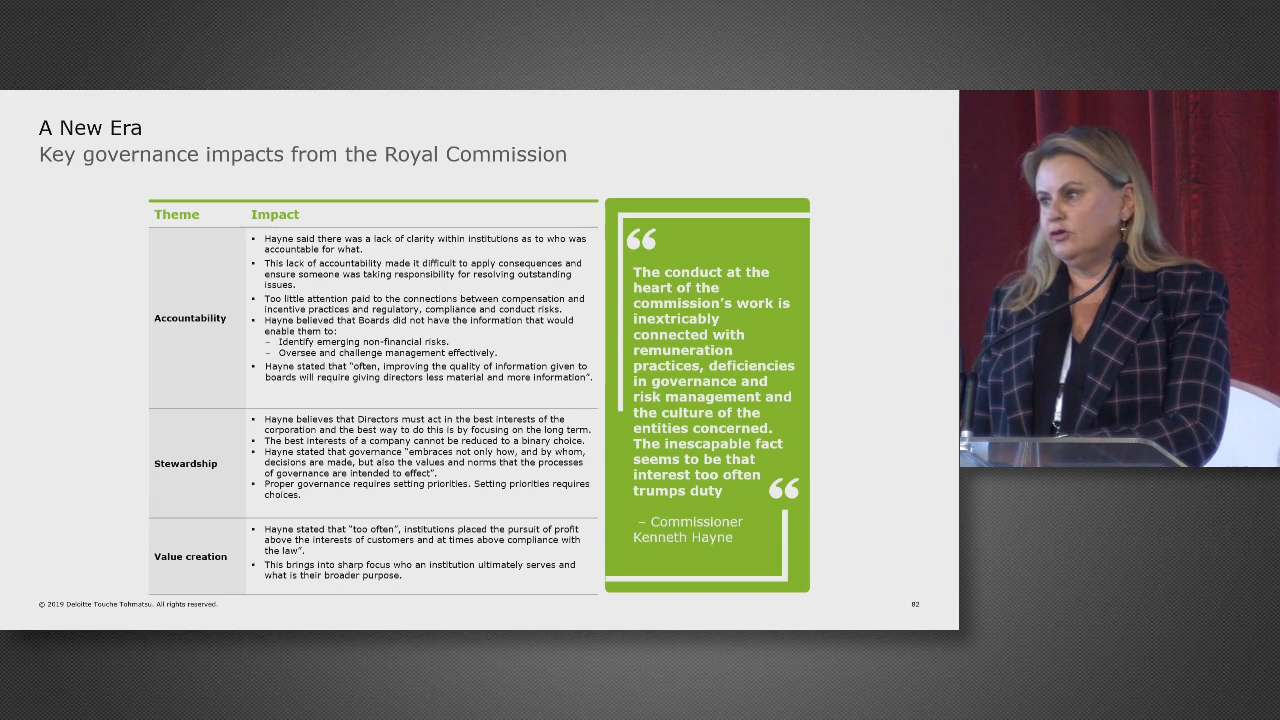 A New Era
Key governance impacts from the Royal Commission
Theme
Impact
Accountability
▪ Hayne said there was a lack of clarity within institutions as to who was
accountable for what.
▪ This lack of accountability made it difficult to apply consequences and
ensure someone was taking responsibility for resolving outstanding
issues.
▪ Too little attention paid to the connections between compensation and
incentive practices and regulatory, compliance and conduct risks.
▪ Hayne believed that Boards did not have the information that would
enable them to:
– Identify emerging non-financial risks.
– Oversee and challenge management effectively.
▪ Hayne stated that “often, improving the quality of information given to
boards will require giving directors less material and more information”.
Stewardship
▪ Hayne believes that Directors must act in the best interests of the
corporation and the best way to do this is by focusing on the long term.
▪ The best interests of a company cannot be reduced to a binary choice.
▪ Hayne stated that governance “embraces not only how, and by whom,
decisions are made, but also the values and norms that the processes
of governance are intended to effect”.
▪ Proper governance requires setting priorities. Setting priorities requires
choices.
Value creation
▪ Hayne stated that “too often”, institutions placed the pursuit of profit
above the interests of customers and at times above compliance with
the law”.
▪ This brings into sharp focus who an institution ultimately serves and
what is their broader purpose.
“
The conduct at the
heart of the
commission’s work is
inextricably
connected with
remuneration
practices, deficiencies
in governance and
risk management and
the culture of the
entities concerned.
The inescapable fact
seems to be that
interest too often
trumps duty “
– Commissioner
Kenneth Hayne
© 2019 Deloitte Touche Tohmatsu. All rights reserved.
82